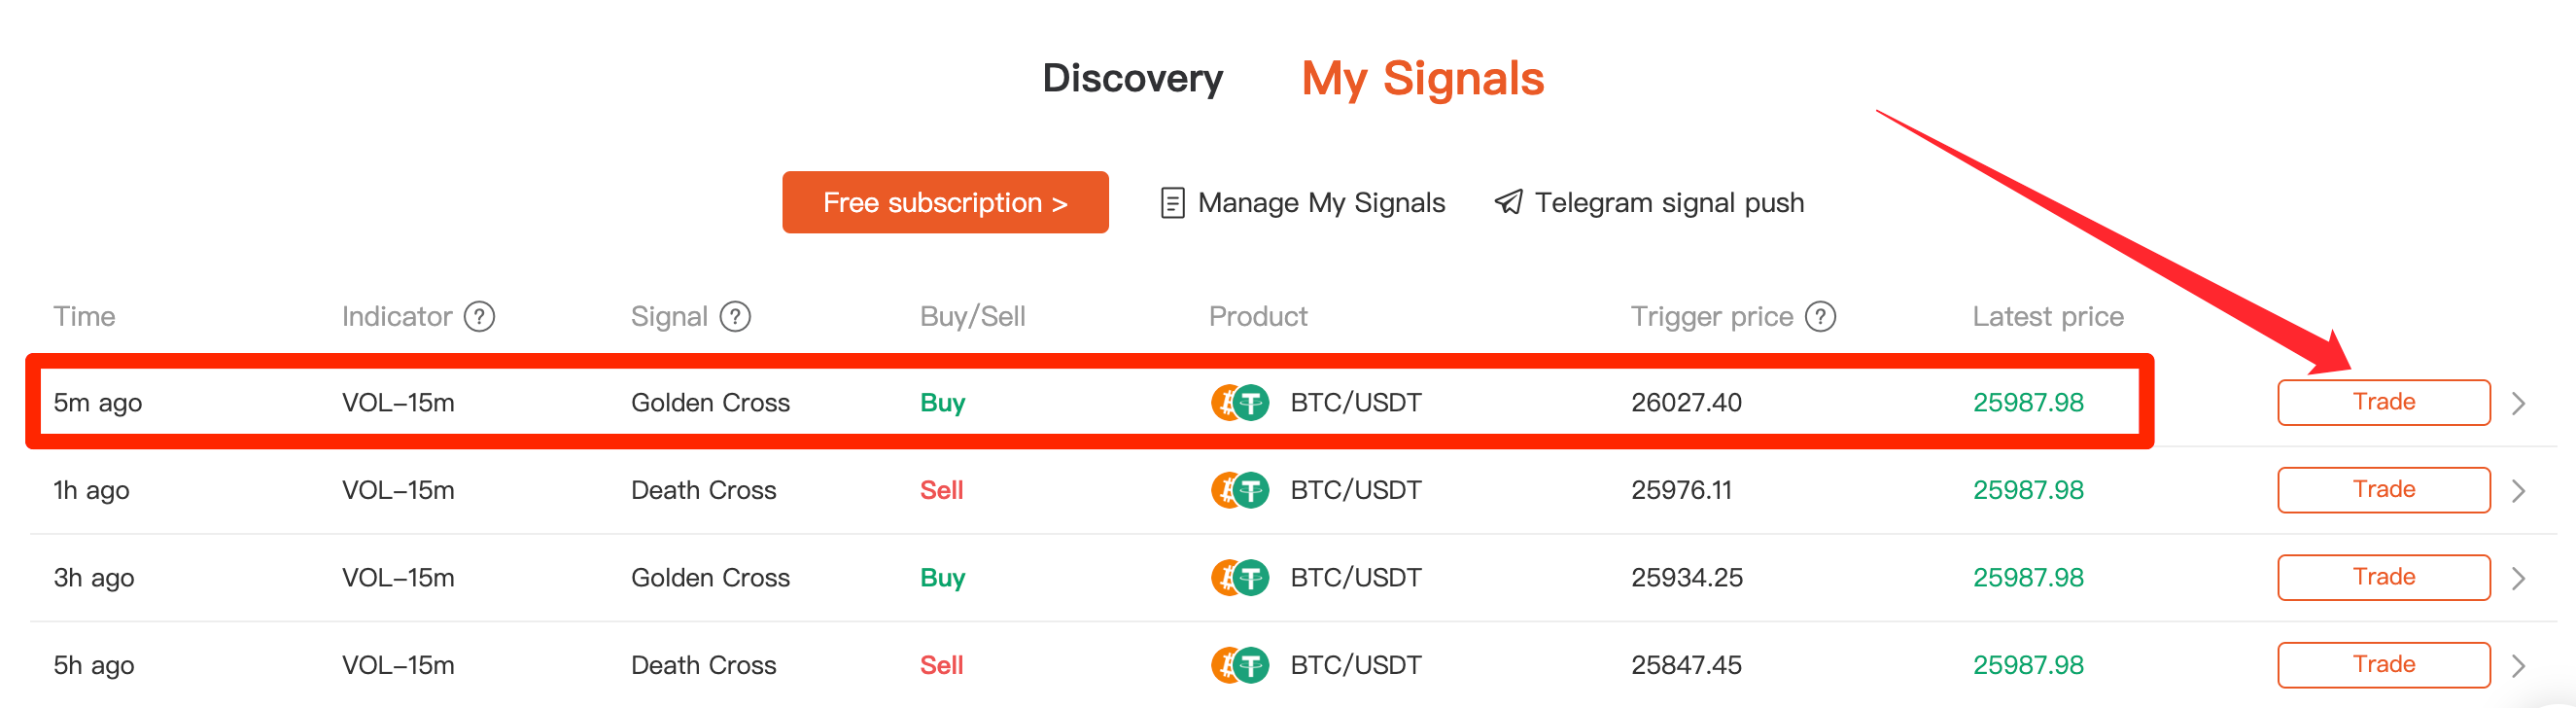 Discovery My Signals
Free subscription > Manage My Signals Telegram signal push
Time Indicator ? Signal ? Buy/Sell Product Trigger price ? Latest price
5m ago VOL-15m Golden Cross Buy BTC/USDT 26027.40 25987.98 Trade
1h ago VOL-15m Death Cross Sell BTC/USDT 25976.11 25987.98 Trade
3h ago VOL-15m Golden Cross Buy BTC/USDT 25934.25 25987.98 Trade
5h ago VOL-15m Death Cross Sell BTC/USDT 25847.45 25987.98 Trade